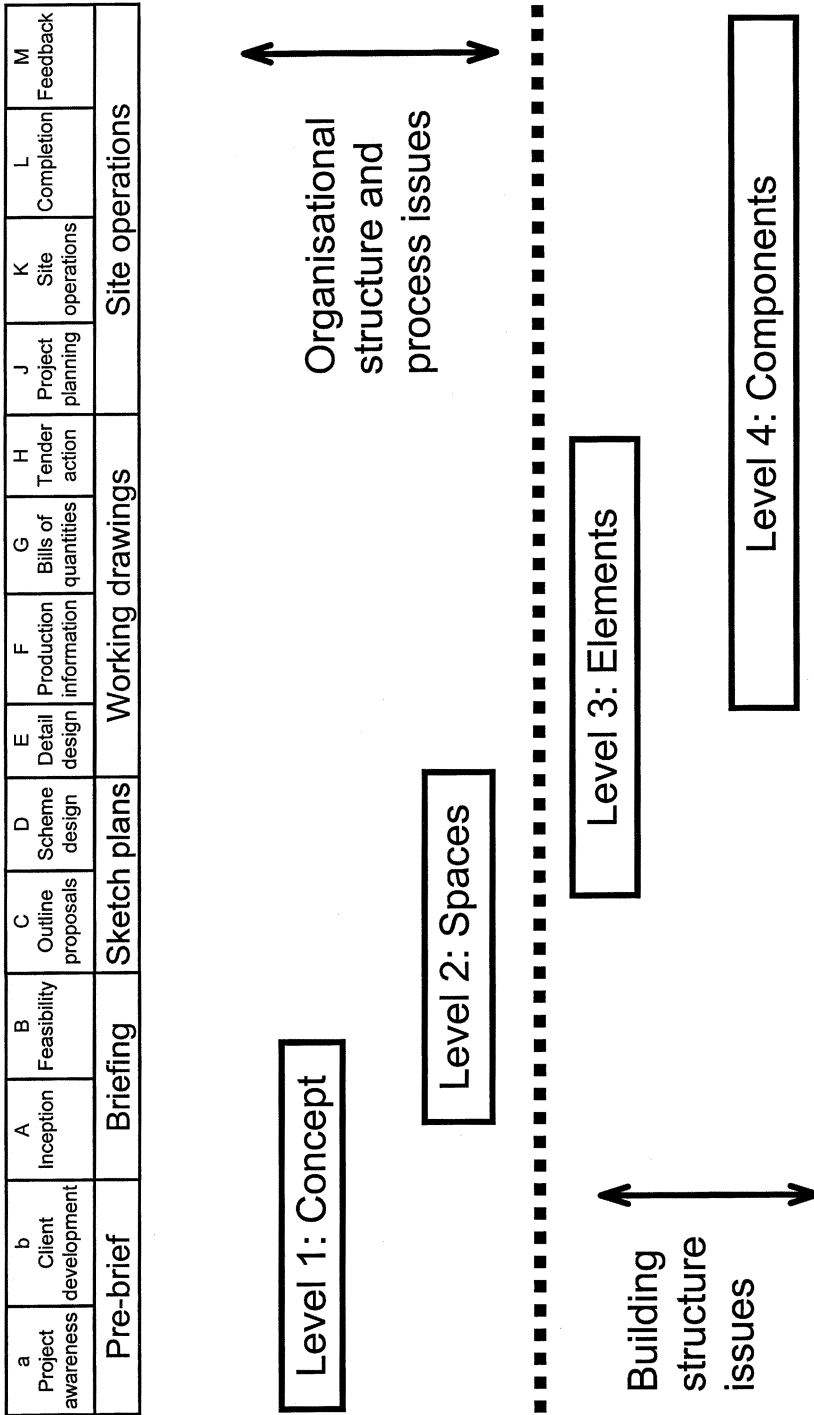 a
Project
awareness
b
Client
development
A
Inception
B
Feasibility
C
Outline
proposals
D
Scheme
design
E
Detail
design
F
Production
information
G
Bills of
quantities
H
Tender
action
J
Project
planning
K
Site
operations
L
Completion
M
Feedback
Pre-brief
Briefing
Sketch plans
Working drawings
Site operations
Level 1: Concept
Organisational
structure and
process issues
Level 2: Spaces
Level 3: Elements
Building
structure
issues
Level 4: Components